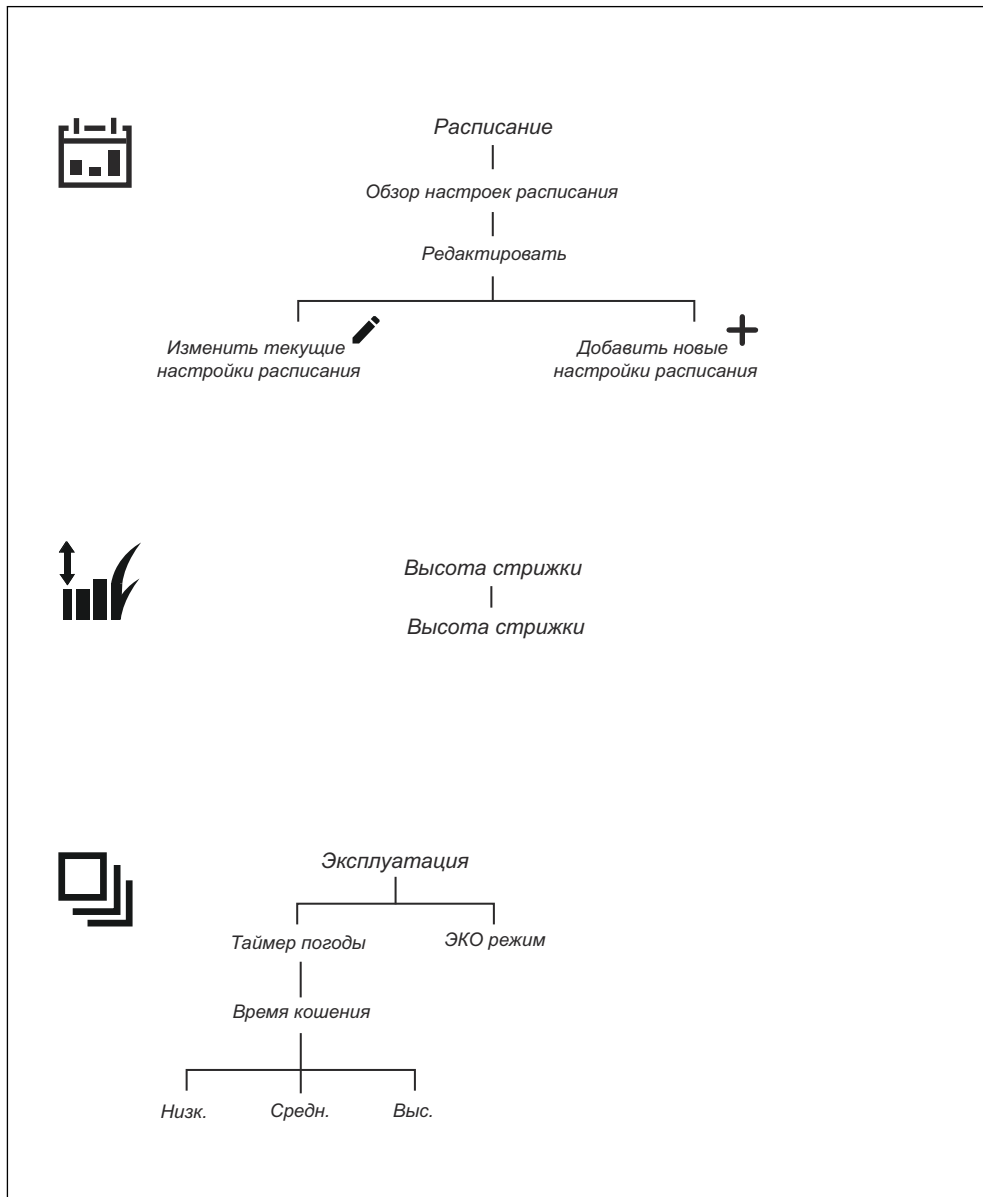 Расписание
Обзор настроек расписания
Редактировать
Изменить текущие
настройки расписания
Добавить новые
настройки расписания
Высота стрижки
Высота стрижки
Эксплуатация
Таймер погоды
ЭКО режим
Время кошения
Низк.
Средн.
Выс.